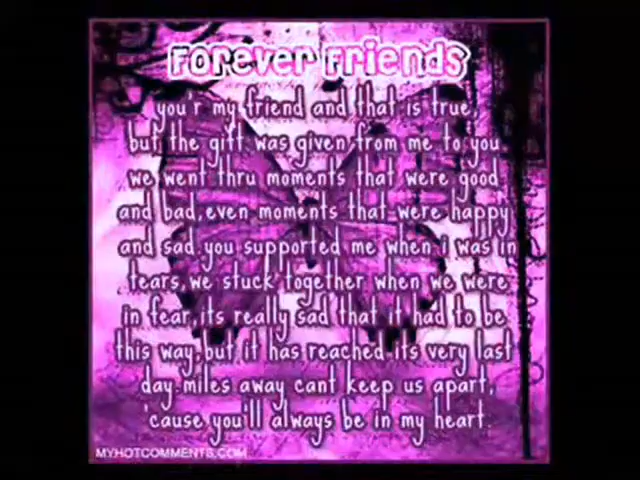 Forever Friends
you'r my friend and that is true,
but the gift was given from me to you
we went thru moments that were good
and bad,even moments that were happy
and sad.you supported me when i was in
tears,we stuck together when we were
in fear,its really sad that it had to be
this way,but it has reached its very last
day.miles away cant keep us apart,
'cause you'll always be in my heart.
MYHOTCOMMENTS.COM